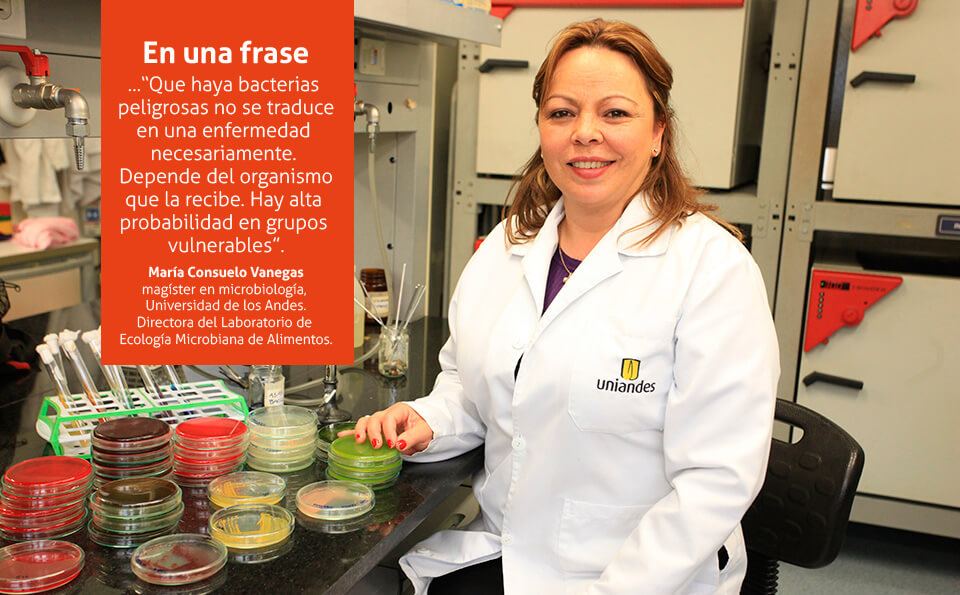 En una frase
...“Que haya bacterias
peligrosas no se traduce
en una enfermedad
necesariamente.
Depende del organismo
que la recibe. Hay alta
probabilidad en grupos
vulnerables”.
María Consuelo Vanegas
magíster en microbiología,
Universidad de los Andes.
Directora del Laboratorio de
Ecología Microbiana de Alimentos.
uniandes